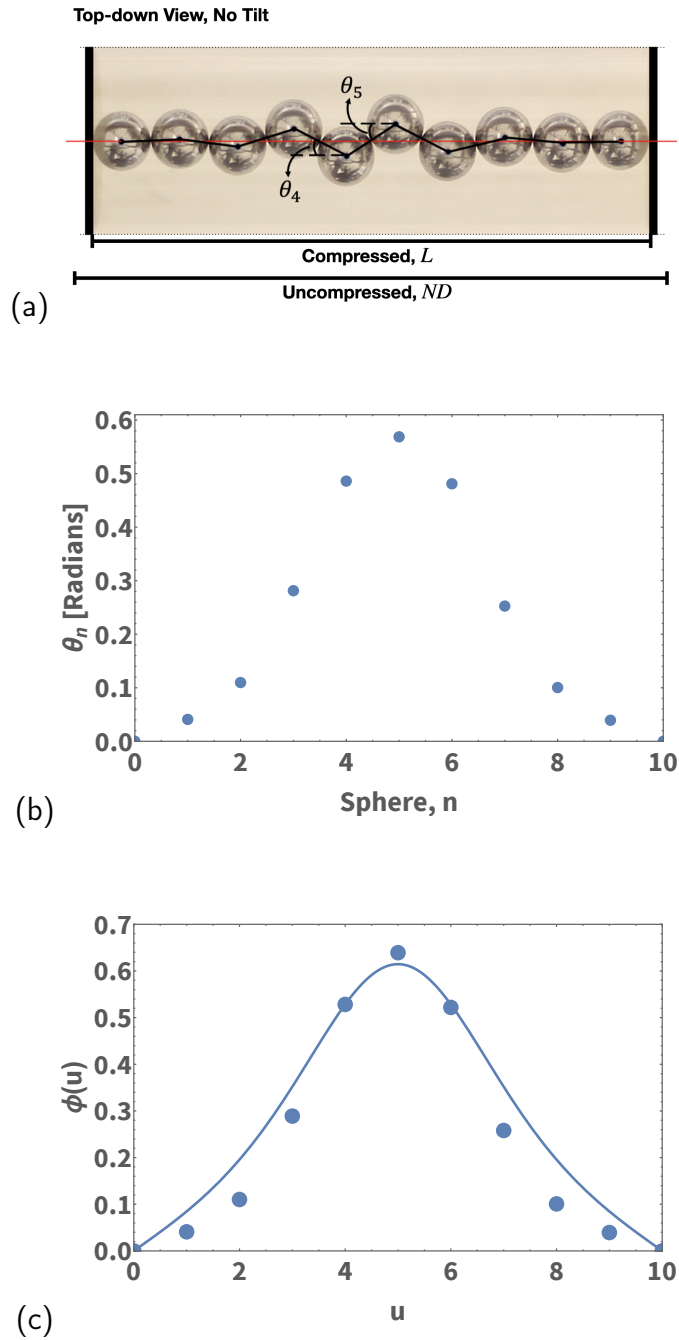 Top-down View, No Tilt
θ₅
θ₄
Compressed, L
Uncompressed, ND
(a)
0.6
0.5
0.4
0.3
0.2
0.1
0.0
θₙ [Radians]
0 2 4 6 8 10
Sphere, n
(b)
0.7
0.6
0.5
0.4
0.3
0.2
0.1
0.0
ϕ(u)
0 2 4 6 8 10
u
(c)